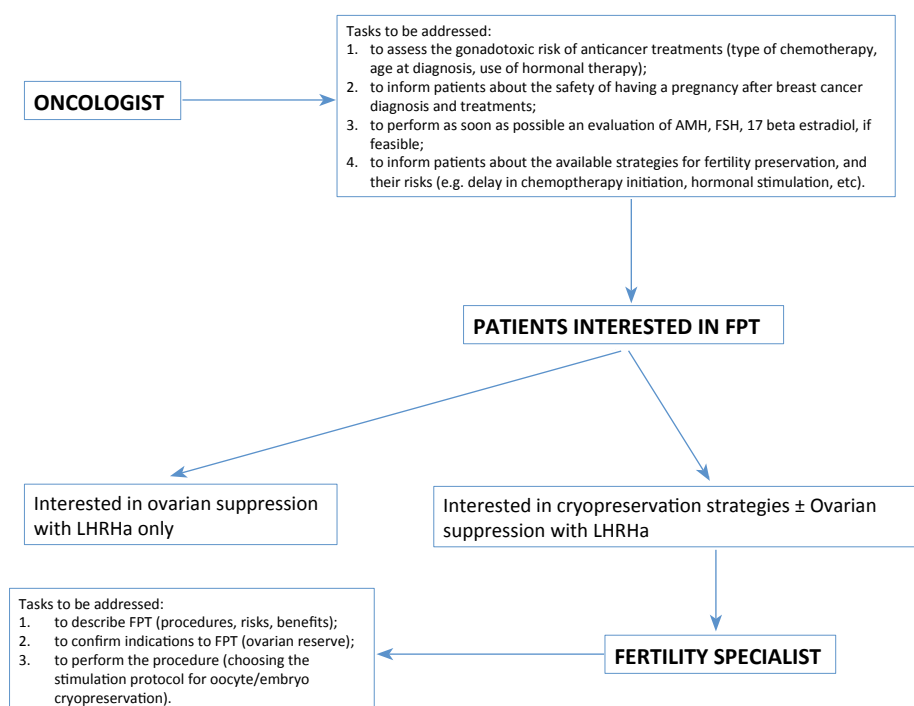 Tasks to be addressed:
1. to assess the gonadotoxic risk of anticancer treatments (type of chemotherapy,
age at diagnosis, use of hormonal therapy);
2. to inform patients about the safety of having a pregnancy after breast cancer
diagnosis and treatments;
3. to perform as soon as possible an evaluation of AMH, FSH, 17 beta estradiol, if
feasible;
4. to inform patients about the available strategies for fertility preservation, and
their risks (e.g. delay in chemoptherapy initiation, hormonal stimulation, etc).
ONCOLOGIST
PATIENTS INTERESTED IN FPT
Interested in ovarian suppression
with LHRHa only
Interested in cryopreservation strategies ± Ovarian
suppression with LHRHa
Tasks to be addressed:
1. to describe FPT (procedures, risks, benefits);
2. to confirm indications to FPT (ovarian reserve);
3. to perform the procedure (choosing the
stimulation protocol for oocyte/embryo
cryopreservation).
FERTILITY SPECIALIST